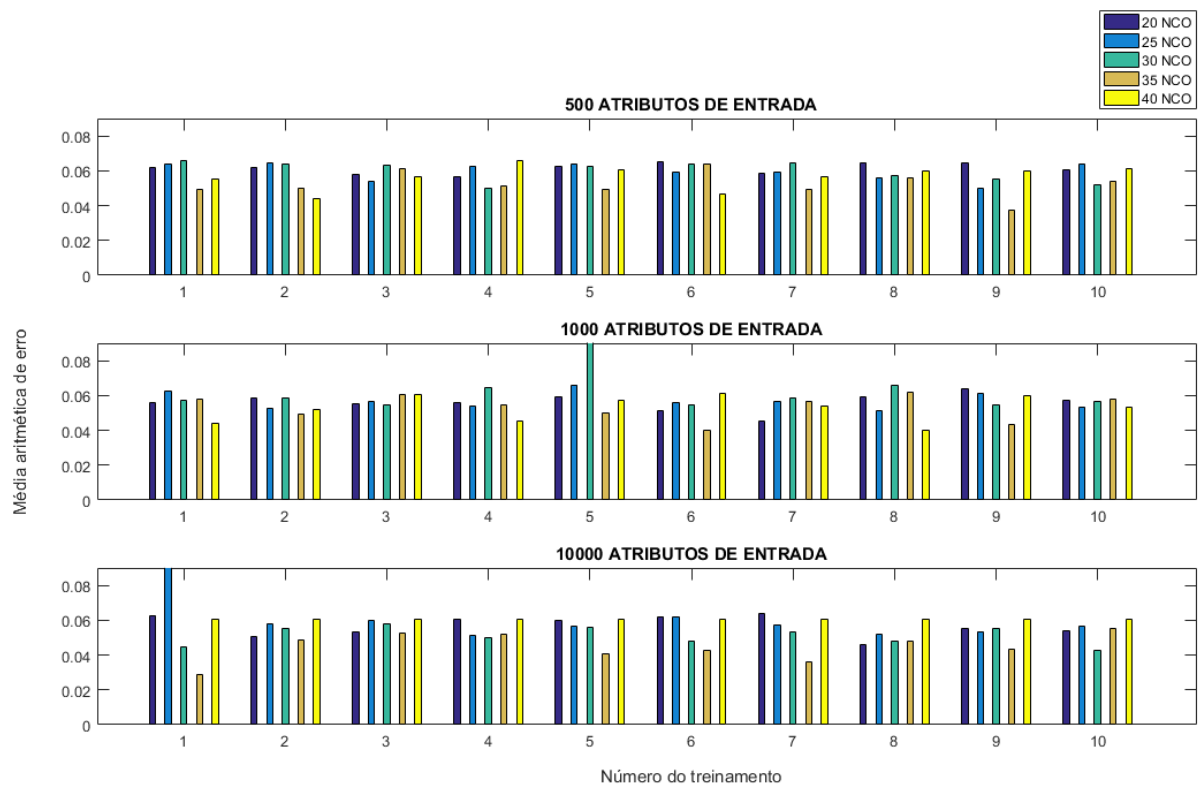 20 NCO
25 NCO
30 NCO
35 NCO
40 NCO
500 ATRIBUTOS DE ENTRADA
0.08
0.06
0.04
0.02
0
1 2 3 4 5 6 7 8 9 10
Média aritmética de erro
1000 ATRIBUTOS DE ENTRADA
0.08
0.06
0.04
0.02
0
1 2 3 4 5 6 7 8 9 10
10000 ATRIBUTOS DE ENTRADA
0.08
0.06
0.04
0.02
0
1 2 3 4 5 6 7 8 9 10
Número do treinamento